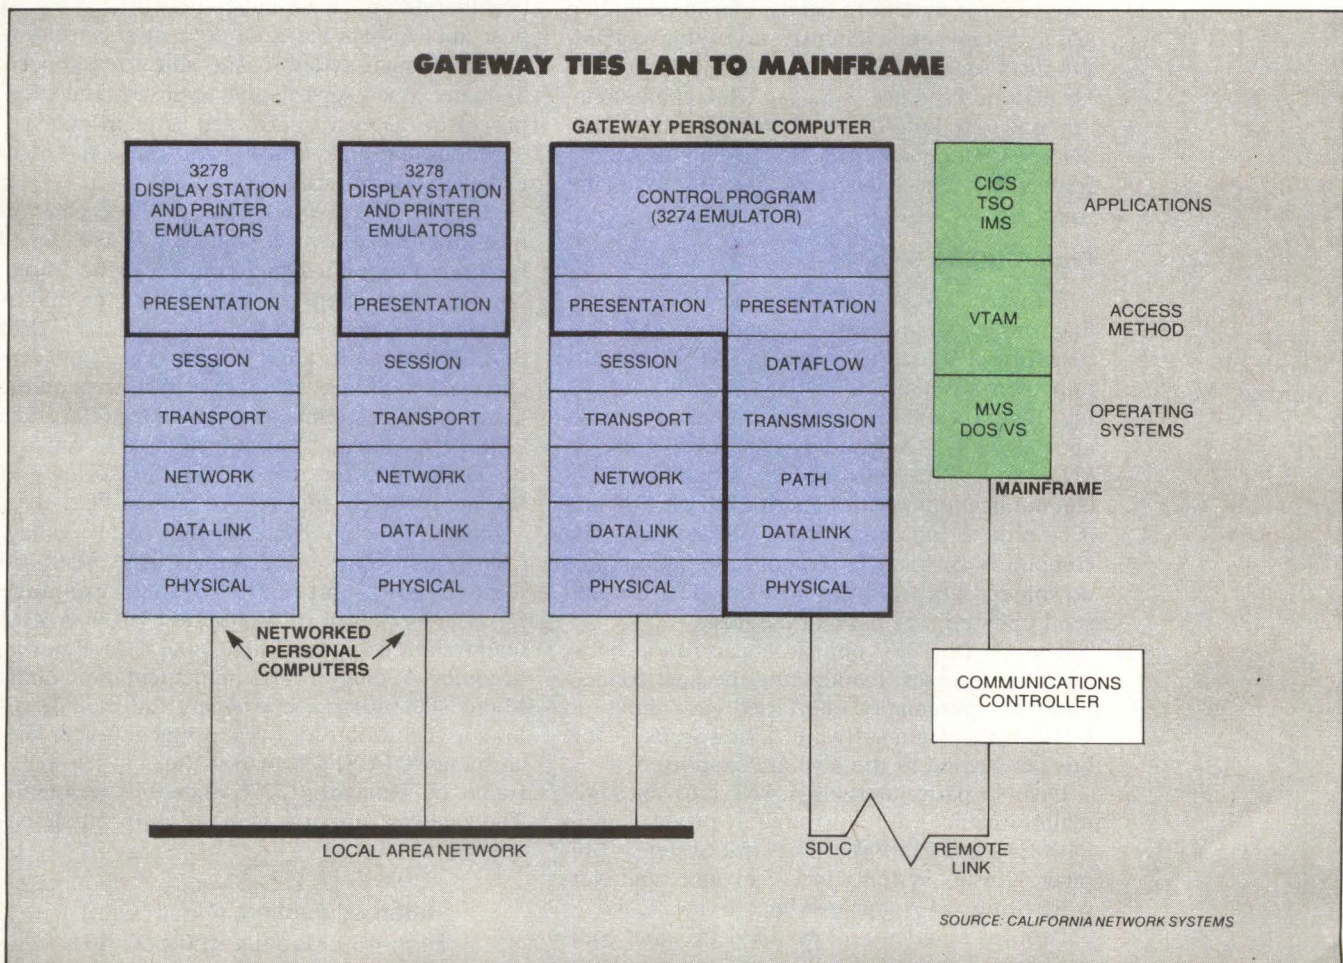 GATEWAY TIES LAN TO MAINFRAME
GATEWAY PERSONAL COMPUTER
3278
DISPLAY STATION
AND PRINTER
EMULATORS
PRESENTATION
SESSION
TRANSPORT
NETWORK
DATA LINK
PHYSICAL
3278
DISPLAY STATION
AND PRINTER
EMULATORS
PRESENTATION
SESSION
TRANSPORT
NETWORK
DATA LINK
PHYSICAL
NETWORKED
PERSONAL
COMPUTERS
CONTROL PROGRAM
(3274 EMULATOR)
PRESENTATION
SESSION
TRANSPORT
NETWORK
DATA LINK
PHYSICAL
PRESENTATION
DATAFLOW
TRANSMISSION
PATH
DATA LINK
PHYSICAL
CICS
TSO
IMS
APPLICATIONS
VTAM
ACCESS
METHOD
MVS
DOS/VS
OPERATING
SYSTEMS
MAINFRAME
COMMUNICATIONS
CONTROLLER
LOCAL AREA NETWORK
SDLC
REMOTE
LINK
SOURCE: CALIFORNIA NETWORK SYSTEMS